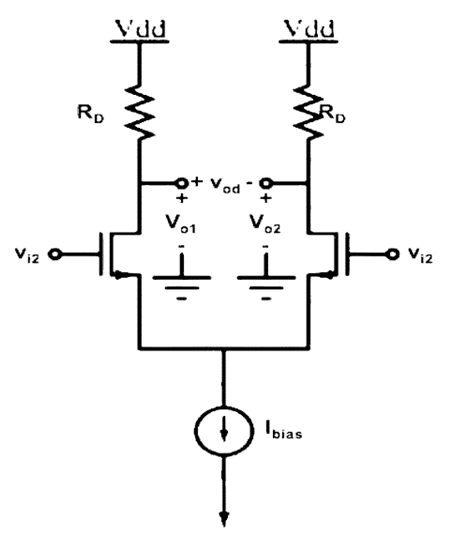 Vdd Vdd
RD RD
+ vod -
+ +
Vo1 Vo2
- -
vi2 vi2
Ibias